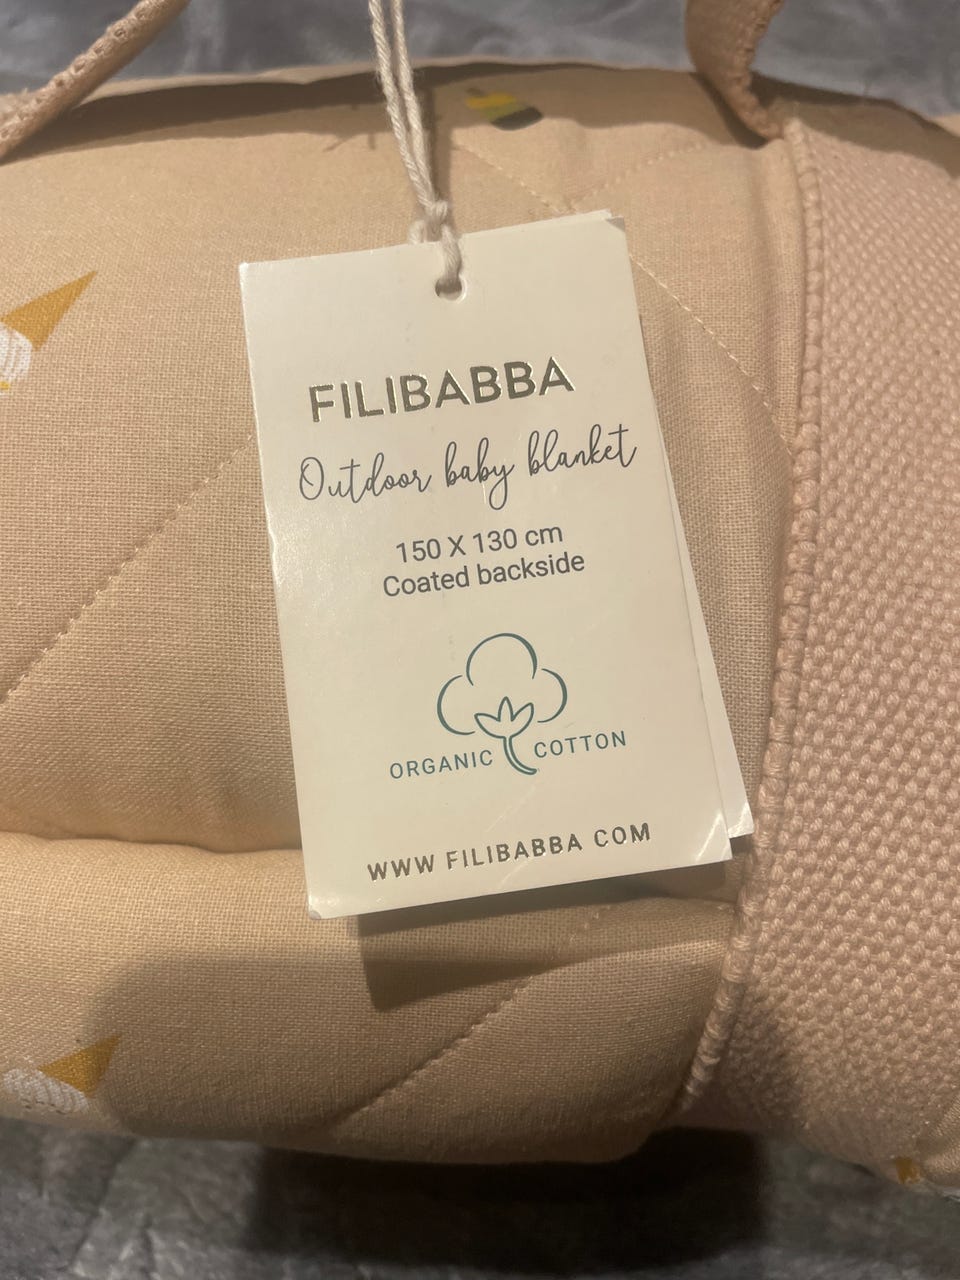 FILIBABBA
Outdoor baby blanket
150 X 130 cm
Coated backside
ORGANIC COTTON
WWW FILIBABBA COM